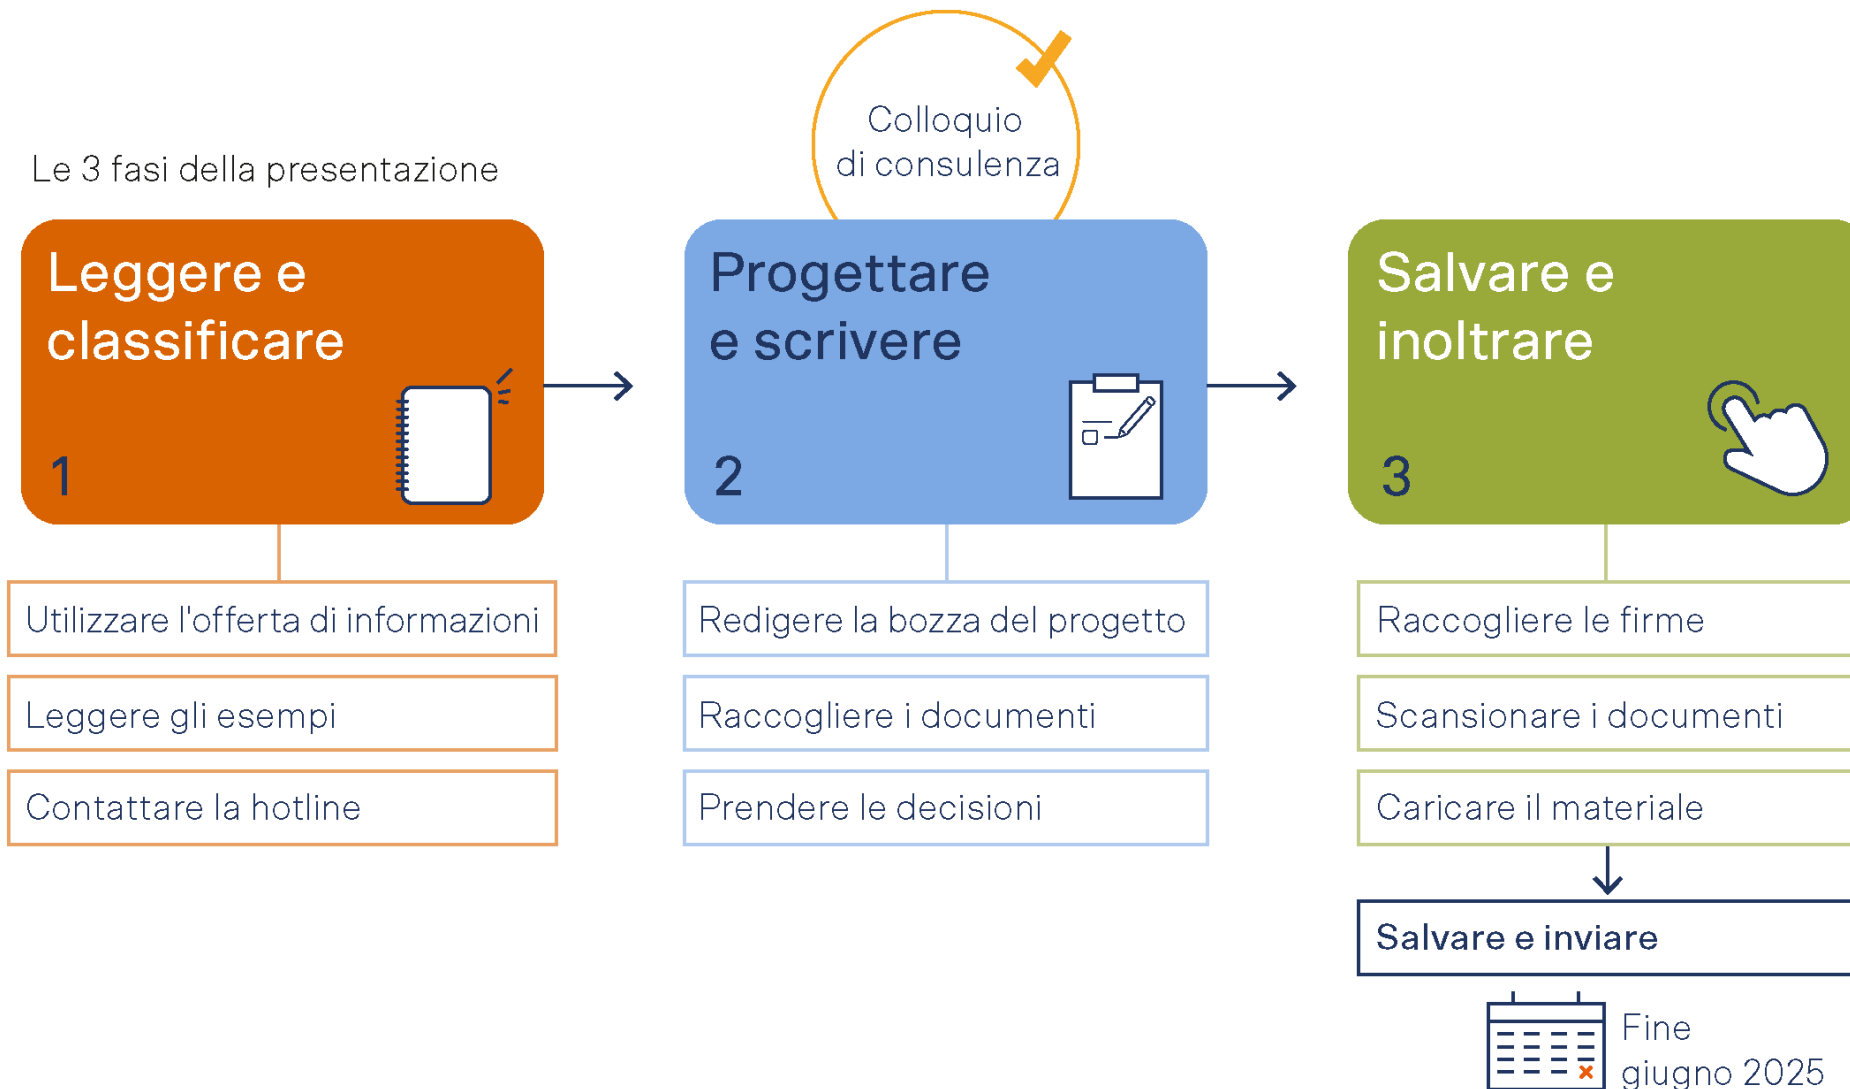 Le 3 fasi della presentazione
Colloquio
di consulenza
Leggere e
classificare
1
Utilizzare l'offerta di informazioni
Leggere gli esempi
Contattare la hotline
Progettare
e scrivere
2
Redigere la bozza del progetto
Raccogliere i documenti
Prendere le decisioni
Salvare e
inoltrare
3
Raccogliere le firme
Scansionare i documenti
Caricare il materiale
Salvare e inviare
Fine
giugno 2025